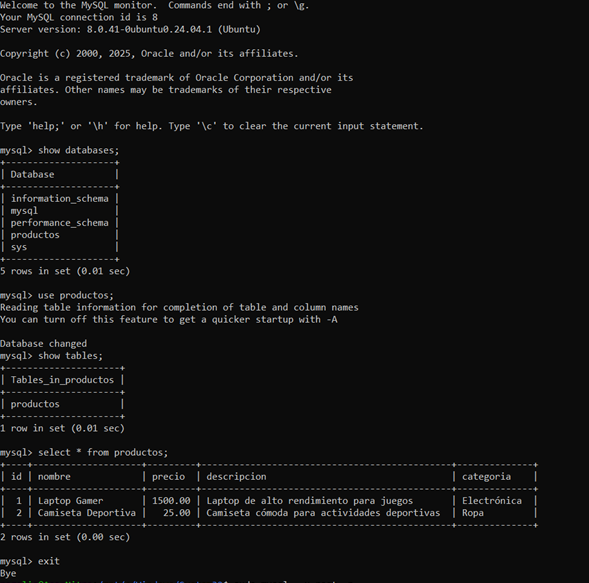 Welcome to the MySQL monitor.  Commands end with ; or \g.
Your MySQL connection id is 8
Server version: 8.0.41-0ubuntu0.24.04.1 (Ubuntu)

Copyright (c) 2000, 2025, Oracle and/or its affiliates.

Oracle is a registered trademark of Oracle Corporation and/or its
affiliates. Other names may be trademarks of their respective
owners.

Type 'help;' or '\h' for help. Type '\c' to clear the current input statement.

mysql> show databases;
+--------------------+
| Database           |
+--------------------+
| information_schema |
| mysql              |
| performance_schema |
| productos          |
| sys                |
+--------------------+
5 rows in set (0.01 sec)

mysql> use productos;
Reading table information for completion of table and column names
You can turn off this feature to get a quicker startup with -A

Database changed
mysql> show tables;
+---------------------+
| Tables_in_productos |
+---------------------+
| productos           |
+---------------------+
1 row in set (0.01 sec)

mysql> select * from productos;
+----+--------------------+---------+---------------------------------------------+--------------+
| id | nombre             | precio  | descripcion                                 | categoria    |
+----+--------------------+---------+---------------------------------------------+--------------+
|  1 | Laptop Gamer       | 1500.00 | Laptop de alto rendimiento para juegos      | Electrónica  |
|  2 | Camiseta Deportiva |   25.00 | Camiseta cómoda para actividades deportivas | Ropa         |
+----+--------------------+---------+---------------------------------------------+--------------+
2 rows in set (0.00 sec)

mysql> exit
Bye